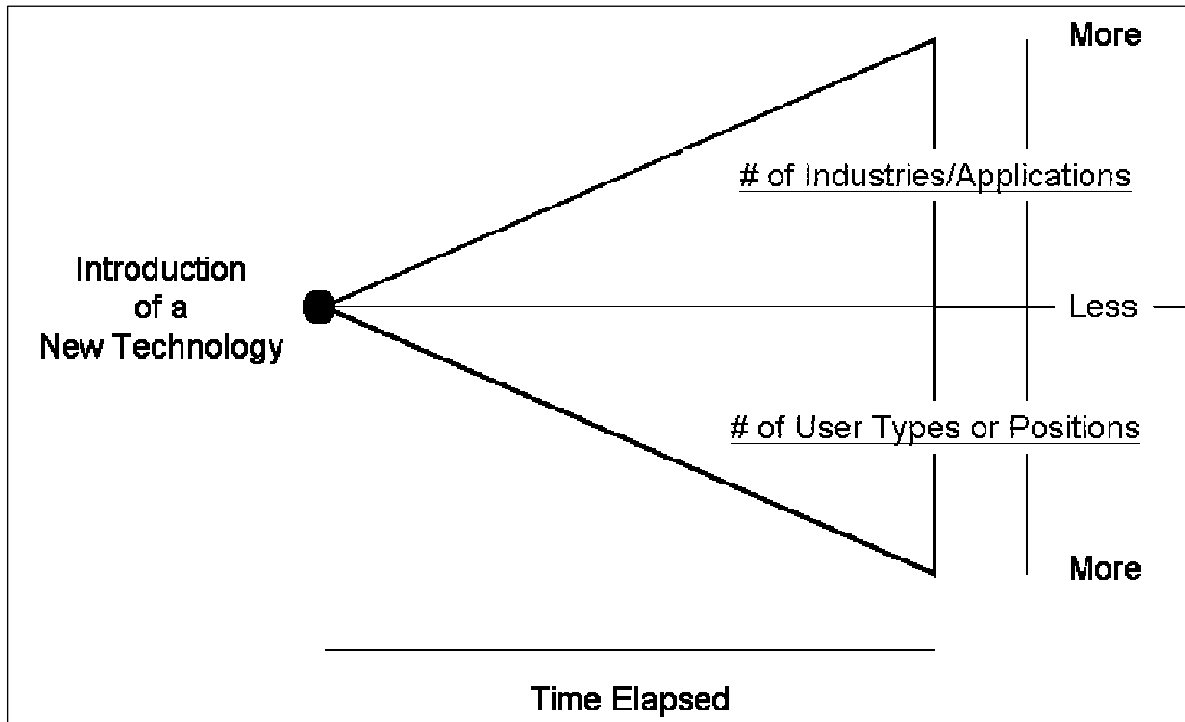 More
# of Industries/Applications
Introduction
of a
New Technology
Less
# of User Types or Positions
More
Time Elapsed